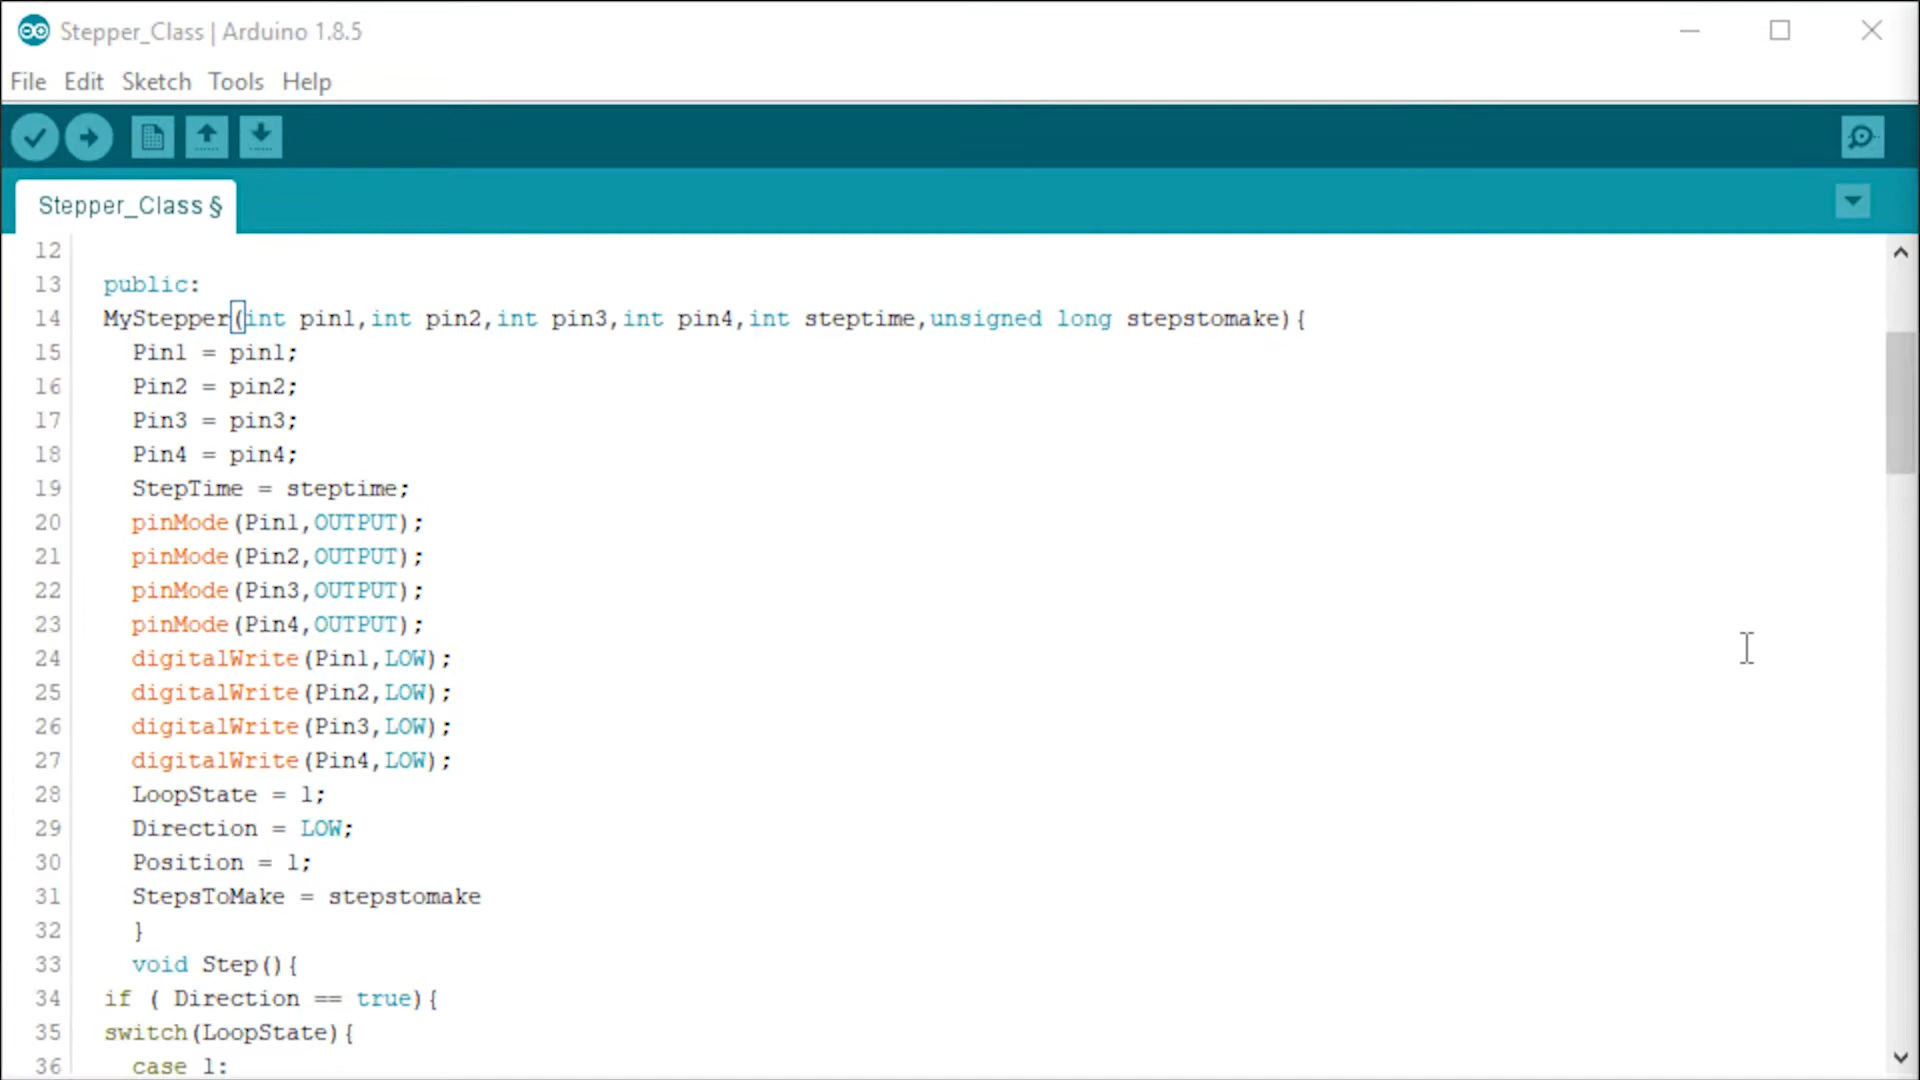 Stepper_Class | Arduino 1.8.5
File Edit Sketch Tools Help
Stepper_Class §
12
13 public:
14 MyStepper(int pin1,int pin2,int pin3,int pin4,int steptime,unsigned long stepstomake){
15 Pin1 = pin1;
16 Pin2 = pin2;
17 Pin3 = pin3;
18 Pin4 = pin4;
19 StepTime = steptime;
20 pinMode(Pin1,OUTPUT);
21 pinMode(Pin2,OUTPUT);
22 pinMode(Pin3,OUTPUT);
23 pinMode(Pin4,OUTPUT);
24 digitalWrite(Pin1,LOW);
25 digitalWrite(Pin2,LOW);
26 digitalWrite(Pin3,LOW);
27 digitalWrite(Pin4,LOW);
28 LoopState = 1;
29 Direction = LOW;
30 Position = 1;
31 StepsToMake = stepstomake
32 }
33 void Step(){
34 if ( Direction == true){
35 switch(LoopState){
36 case 1: